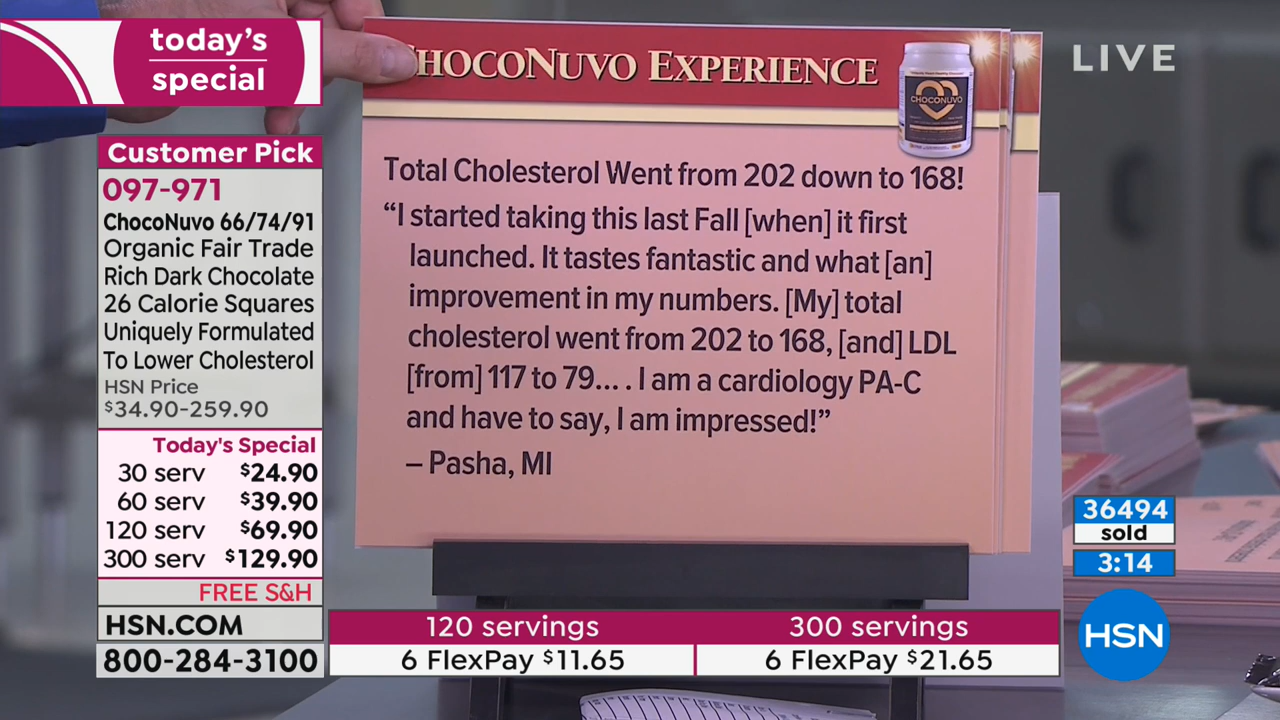 today's
special
Customer Pick
097-971
ChocoNuvo 66/74/91
Organic Fair Trade
Rich Dark Chocolate
26 Calorie Squares
Uniquely Formulated
To Lower Cholesterol
HSN Price
$34.90-259.90
Today's Special
30 serv $24.90
60 serv $39.90
120 serv $69.90
300 serv $129.90
FREE S&H
HSN.COM
800-284-3100
HOCONUVO EXPERIENCE
CHOCONUVO
Total Cholesterol Went from 202 down to 168!
“I started taking this last Fall [when] it first
launched. It tastes fantastic and what [an]
improvement in my numbers. [My] total
cholesterol went from 202 to 168, [and] LDL
[from] 117 to 79... . I am a cardiology PA-C
and have to say, I am impressed!”
– Pasha, MI
LIVE
36494
sold
3:14
HSN
120 servings
6 FlexPay $11.65
300 servings
6 FlexPay $21.65